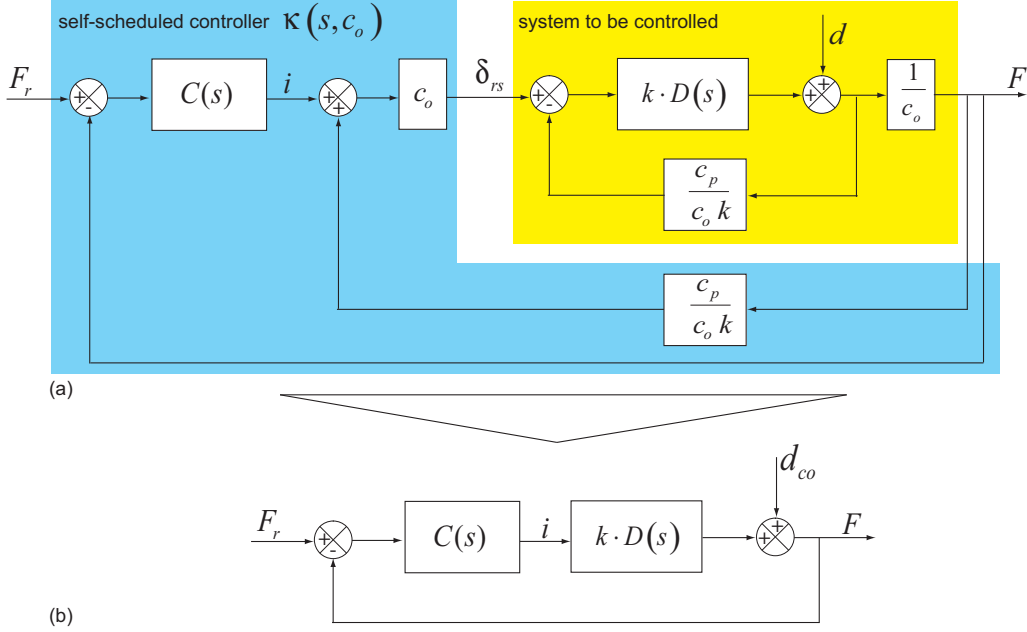 self-scheduled controller κ(s, c_o)
system to be controlled
d
F_r
+
-
C(s)
i
+
+
c_o
δ_rs
+
-
k · D(s)
+
+
1
c_o
F
c_p
c_o k
c_p
c_o k
(a)
d_co
F_r
+
-
C(s)
i
k · D(s)
+
+
F
(b)